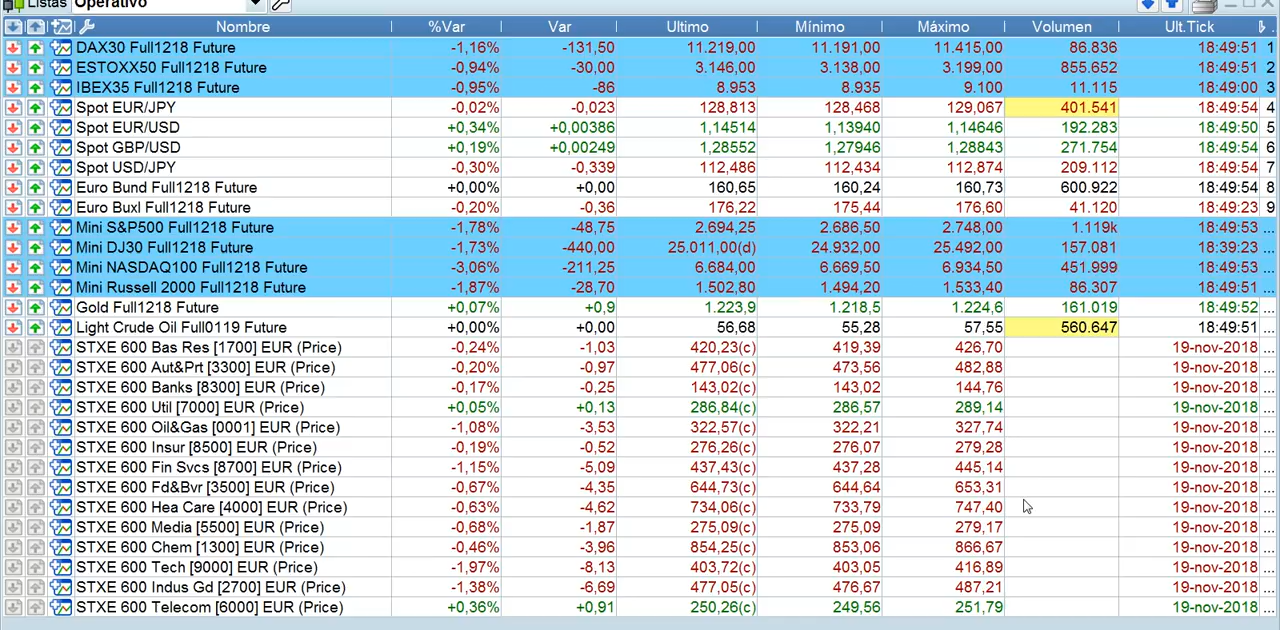 Listas Operativo
Nombre %Var Var Ultimo Mínimo Máximo Volumen Ult.Tick
DAX30 Full1218 Future -1,16% -131,50 11.219,00 11.191,00 11.415,00 86.836 18:49:51 1
ESTOXX50 Full1218 Future -0,94% -30,00 3.146,00 3.138,00 3.199,00 855.652 18:49:51 2
IBEX35 Full1218 Future -0,95% -86 8.953 8.935 9.100 11.115 18:49:00 3
Spot EUR/JPY -0,02% -0,023 128,813 128,468 129,067 401.541 18:49:54 4
Spot EUR/USD +0,34% +0,00386 1,14514 1,13940 1,14646 192.283 18:49:50 5
Spot GBP/USD +0,19% +0,00249 1,28552 1,27946 1,28843 271.754 18:49:54 6
Spot USD/JPY -0,30% -0,339 112,486 112,434 112,874 209.112 18:49:54 7
Euro Bund Full1218 Future +0,00% +0,00 160,65 160,24 160,73 600.922 18:49:54 8
Euro Buxl Full1218 Future -0,20% -0,36 176,22 175,44 176,60 41.120 18:49:23 9
Mini S&P500 Full1218 Future -1,78% -48,75 2.694,25 2.686,50 2.748,00 1.119k 18:49:53 ...
Mini DJ30 Full1218 Future -1,73% -440,00 25.011,00(d) 24.932,00 25.492,00 157.081 18:39:23 ...
Mini NASDAQ100 Full1218 Future -3,06% -211,25 6.684,00 6.669,50 6.934,50 451.999 18:49:53 ...
Mini Russell 2000 Full1218 Future -1,87% -28,70 1.502,80 1.494,20 1.533,40 86.307 18:49:51 ...
Gold Full1218 Future +0,07% +0,9 1.223,9 1.218,5 1.224,6 161.019 18:49:52 ...
Light Crude Oil Full0119 Future +0,00% +0,00 56,68 55,28 57,55 560.647 18:49:51 ...
STXE 600 Bas Res [1700] EUR (Price) -0,24% -1,03 420,23(c) 419,39 426,70 19-nov-2018 ...
STXE 600 Aut&Prt [3300] EUR (Price) -0,20% -0,97 477,06(c) 473,56 482,88 19-nov-2018 ...
STXE 600 Banks [8300] EUR (Price) -0,17% -0,25 143,02(c) 143,02 144,76 19-nov-2018 ...
STXE 600 Util [7000] EUR (Price) +0,05% +0,13 286,84(c) 286,57 289,14 19-nov-2018 ...
STXE 600 Oil&Gas [0001] EUR (Price) -1,08% -3,53 322,57(c) 322,21 327,74 19-nov-2018 ...
STXE 600 Insur [8500] EUR (Price) -0,19% -0,52 276,26(c) 276,07 279,28 19-nov-2018 ...
STXE 600 Fin Svcs [8700] EUR (Price) -1,15% -5,09 437,43(c) 437,28 445,14 19-nov-2018 ...
STXE 600 Fd&Bvr [3500] EUR (Price) -0,67% -4,35 644,73(c) 644,64 653,31 19-nov-2018 ...
STXE 600 Hea Care [4000] EUR (Price) -0,63% -4,62 734,06(c) 733,79 747,40 19-nov-2018 ...
STXE 600 Media [5500] EUR (Price) -0,68% -1,87 275,09(c) 275,09 279,17 19-nov-2018 ...
STXE 600 Chem [1300] EUR (Price) -0,46% -3,96 854,25(c) 853,06 866,67 19-nov-2018 ...
STXE 600 Tech [9000] EUR (Price) -1,97% -8,13 403,72(c) 403,05 416,89 19-nov-2018 ...
STXE 600 Indus Gd [2700] EUR (Price) -1,38% -6,69 477,05(c) 476,67 487,21 19-nov-2018 ...
STXE 600 Telecom [6000] EUR (Price) +0,36% +0,91 250,26(c) 249,56 251,79 19-nov-2018 ...